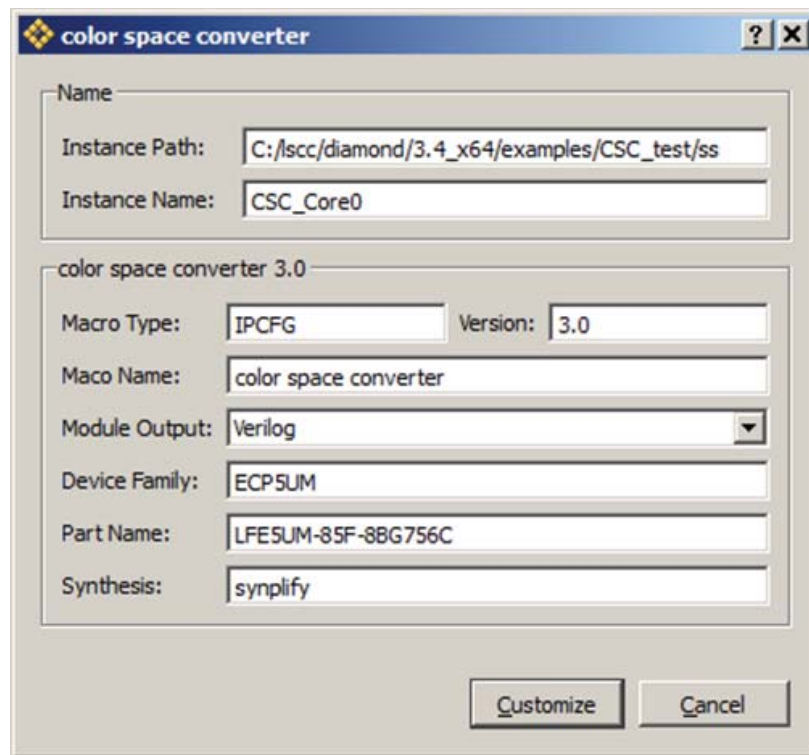 color space converter
Name
Instance Path: C:/lscc/diamond/3.4_x64/examples/CSC_test/ss
Instance Name: CSC_Core0
color space converter 3.0
Macro Type: IPCFG Version: 3.0
Maco Name: color space converter
Module Output: Verilog
Device Family: ECP5UM
Part Name: LFE5UM-85F-8BG756C
Synthesis: synplify
Customize Cancel